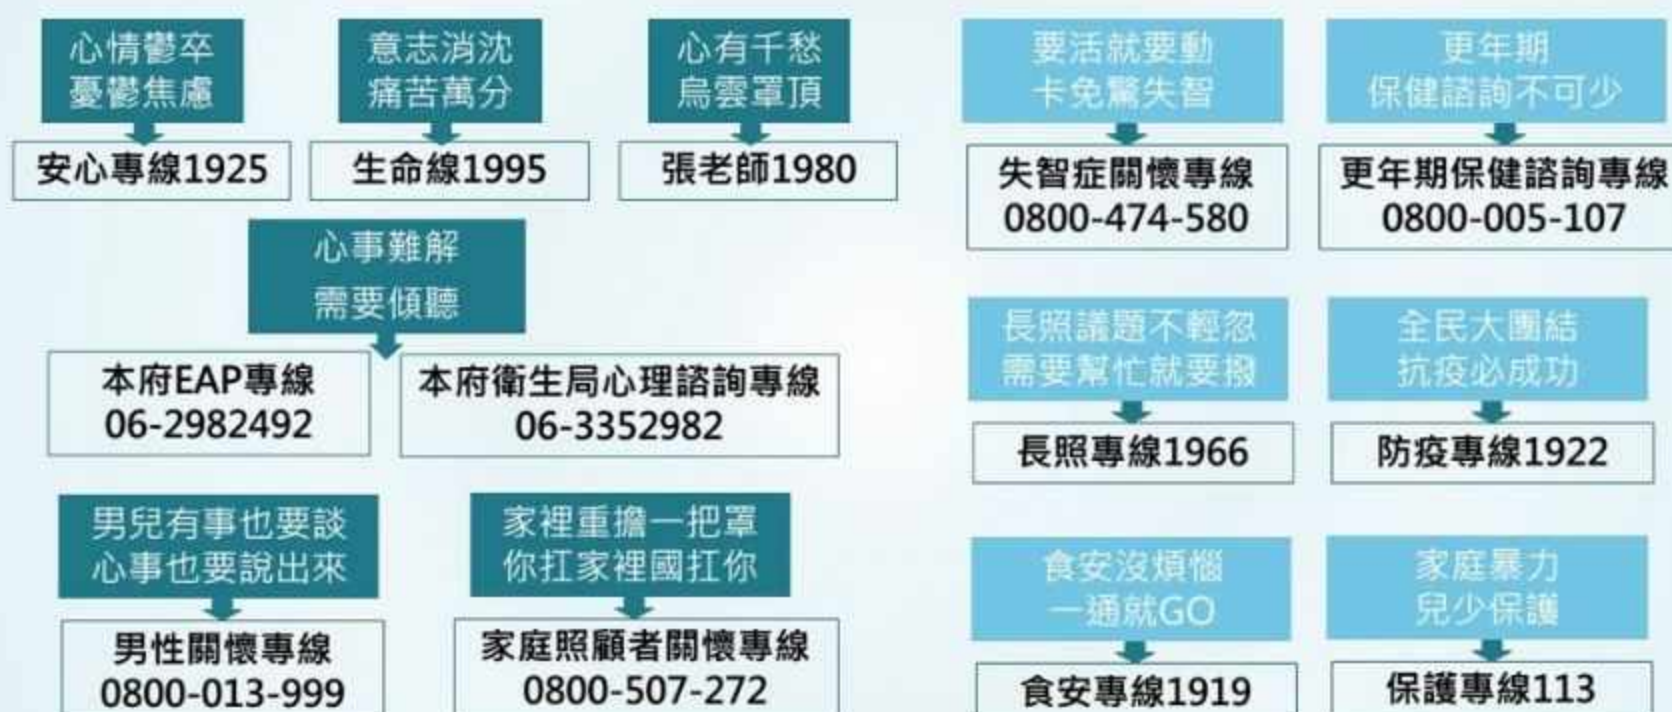 心情鬱卒
憂鬱焦慮
安心專線1925
意志消沈
痛苦萬分
生命線1995
心有千愁
烏雲罩頂
張老師1980
心事難解
需要傾聽
本府EAP專線
06-2982492
本府衛生局心理諮詢專線
06-3352982
男兒有事也要談
心事也要說出來
男性關懷專線
0800-013-999
家裡重擔一把罩
你扛家裡國扛你
家庭照顧者關懷專線
0800-507-272
要活就要動
卡免驚失智
失智症關懷專線
0800-474-580
更年期
保健諮詢不可少
更年期保健諮詢專線
0800-005-107
長照議題不輕忽
需要幫忙就要撥
長照專線1966
全民大團結
抗疫必成功
防疫專線1922
食安沒煩惱
一通就GO
食安專線1919
家庭暴力
兒少保護
保護專線113